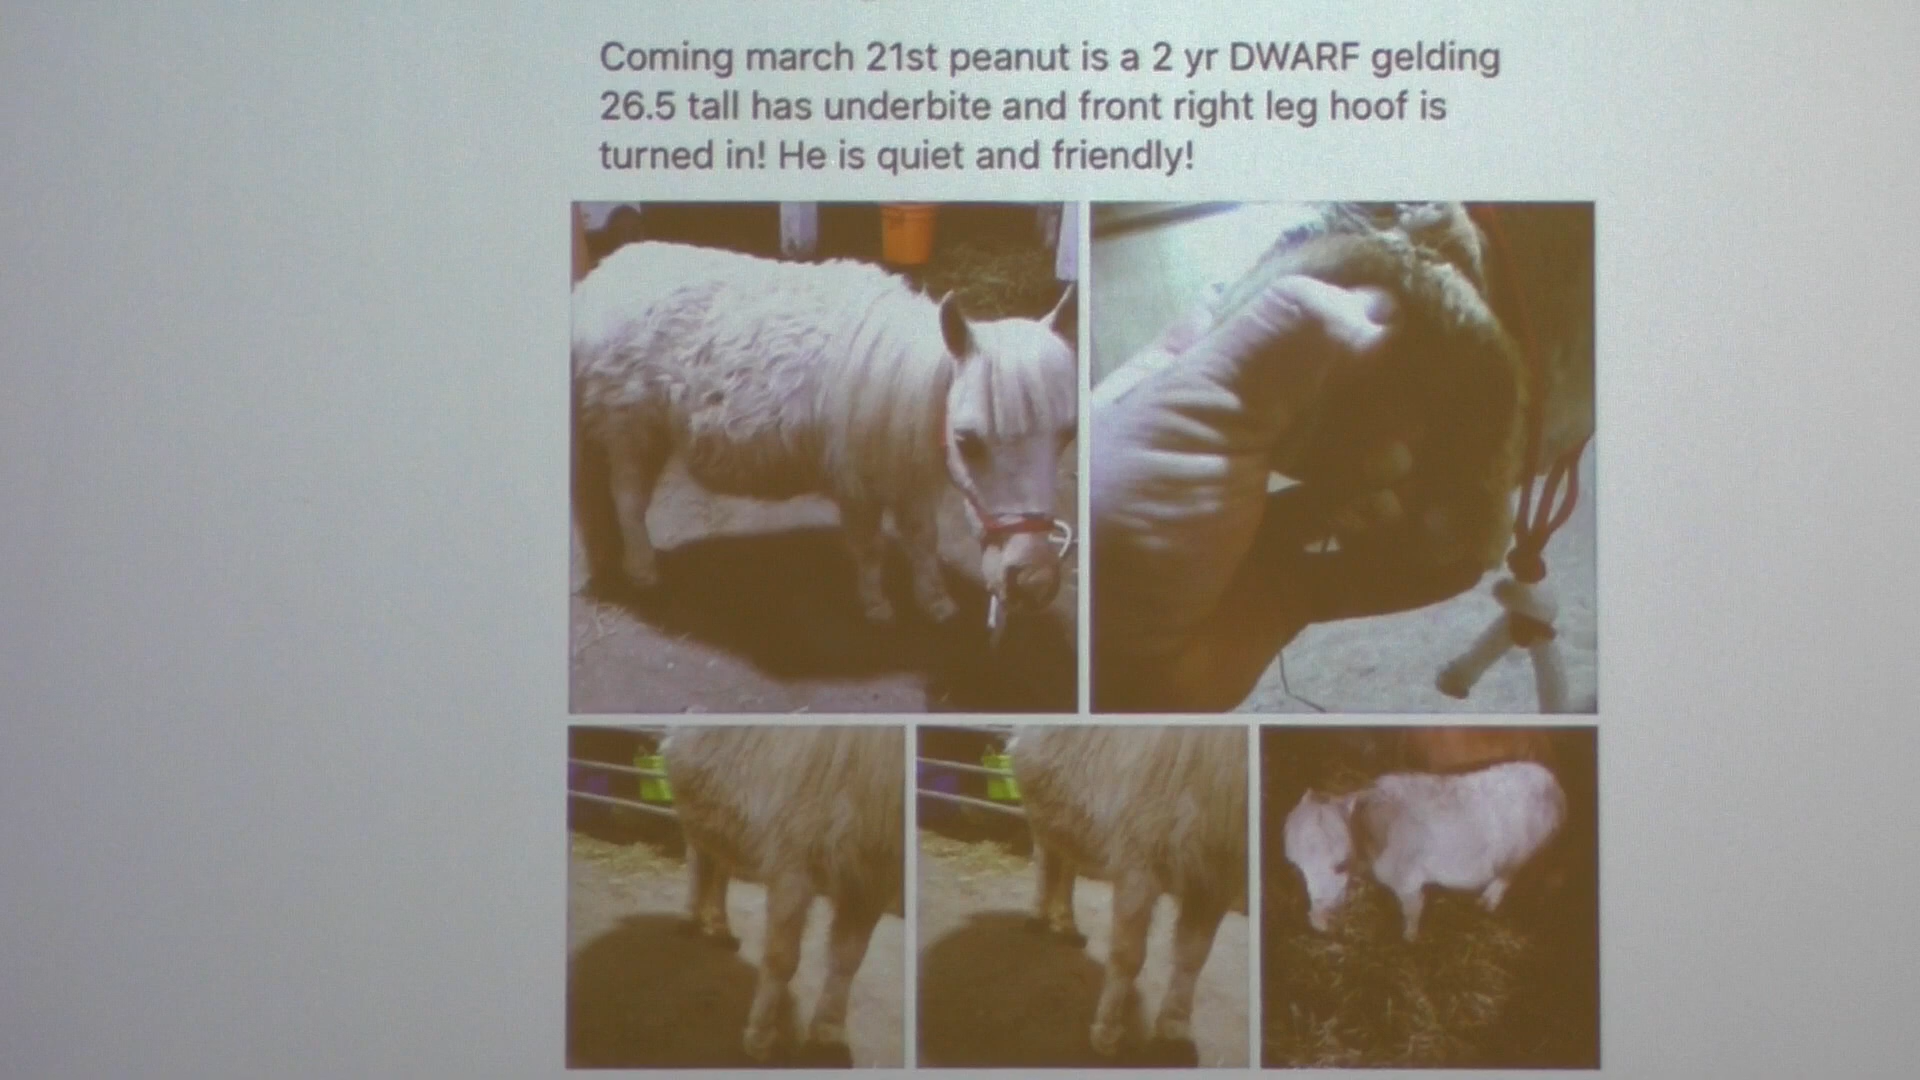 Coming march 21st peanut is a 2 yr DWARF gelding
26.5 tall has underbite and front right leg hoof is
turned in! He is quiet and friendly!